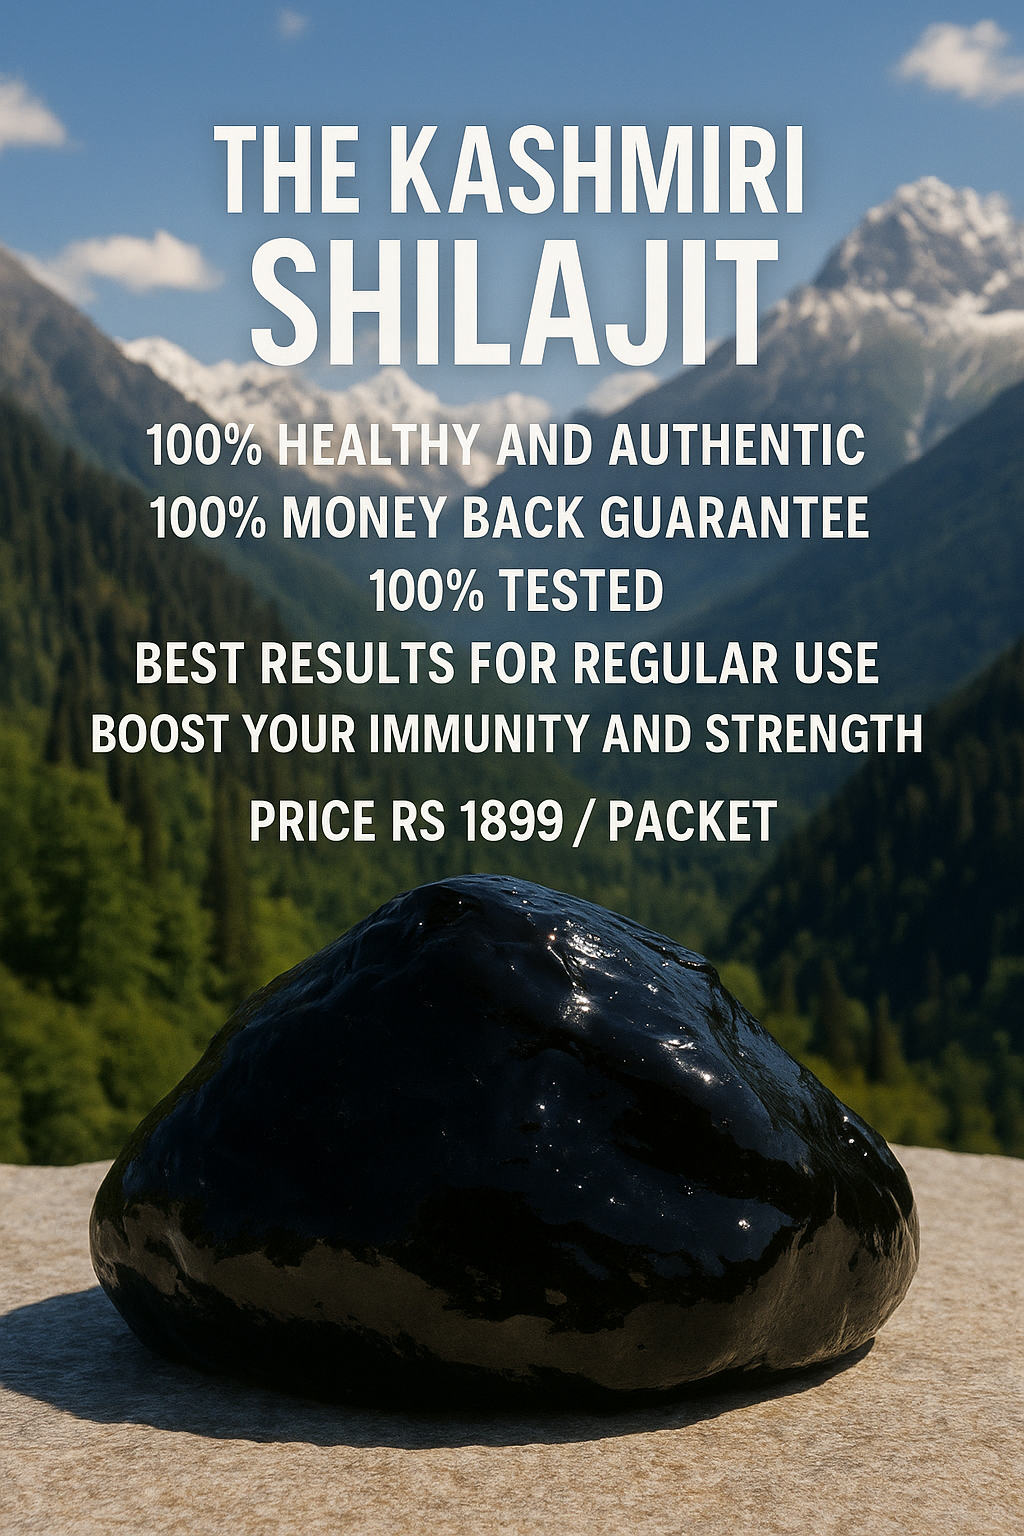 THE KASHMIRI
SHILAJIT
100% HEALTHY AND AUTHENTIC
100% MONEY BACK GUARANTEE
100% TESTED
BEST RESULTS FOR REGULAR USE
BOOST YOUR IMMUNITY AND STRENGTH
PRICE RS 1899 / PACKET